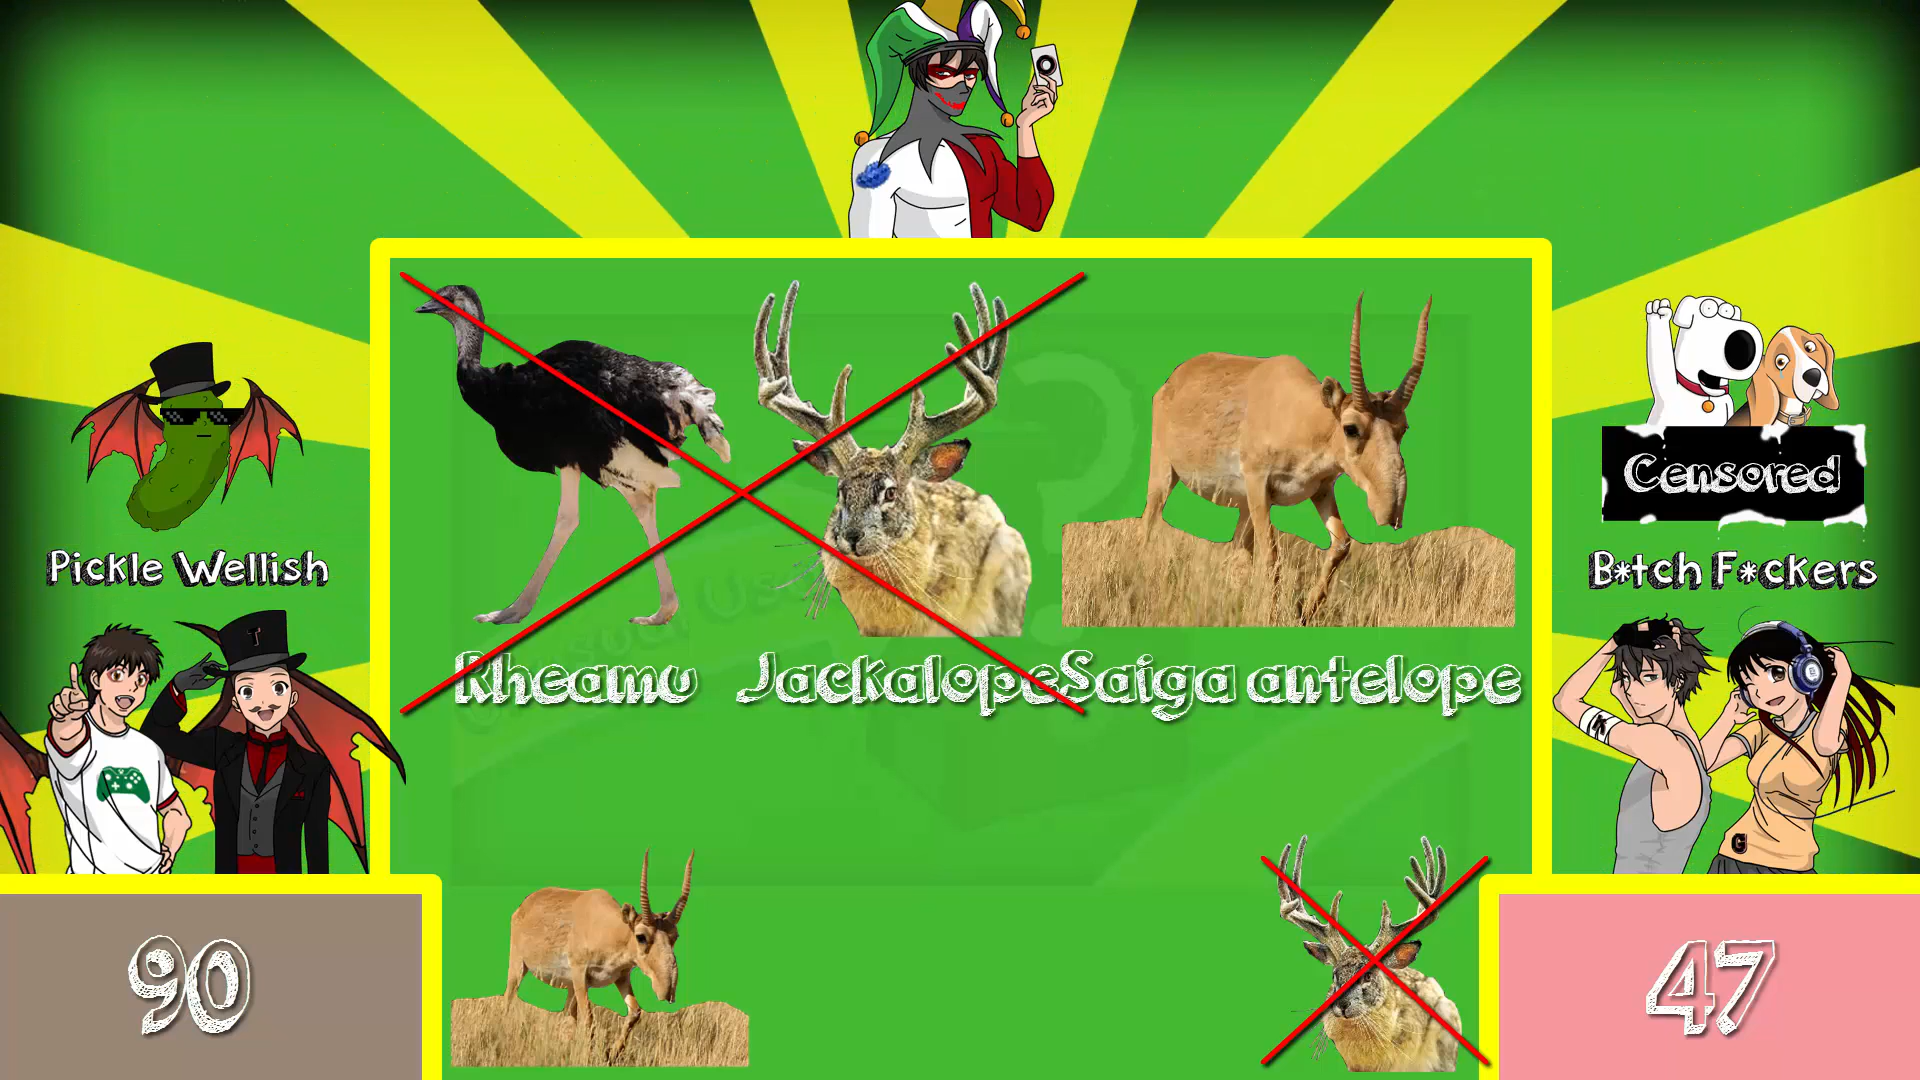 Censored
Pickle Wellish
B*tch F*ckers
Rheamu
Jackalope
Saiga antelope
90
47